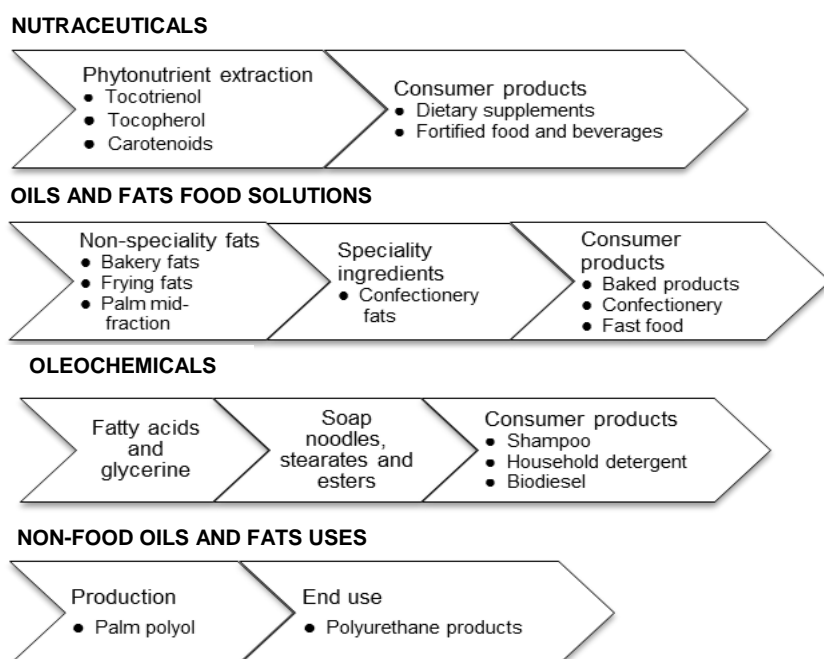 NUTRACEUTICALS
Phytonutrient extraction
● Tocotrienol
● Tocopherol
● Carotenoids
Consumer products
● Dietary supplements
● Fortified food and beverages
OILS AND FATS FOOD SOLUTIONS
Non-speciality fats
● Bakery fats
● Frying fats
● Palm mid-
fraction
Speciality
ingredients
● Confectionery
fats
Consumer
products
● Baked products
● Confectionery
● Fast food
OLEOCHEMICALS
Fatty acids
and
glycerine
Soap
noodles,
stearates and
esters
Consumer products
● Shampoo
● Household detergent
● Biodiesel
NON-FOOD OILS AND FATS USES
Production
● Palm polyol
End use
● Polyurethane products